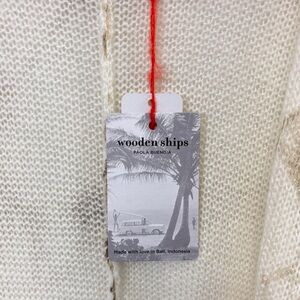 wooden ships
PAOLA BUENDIA
Made with love in Bali, Indonesia